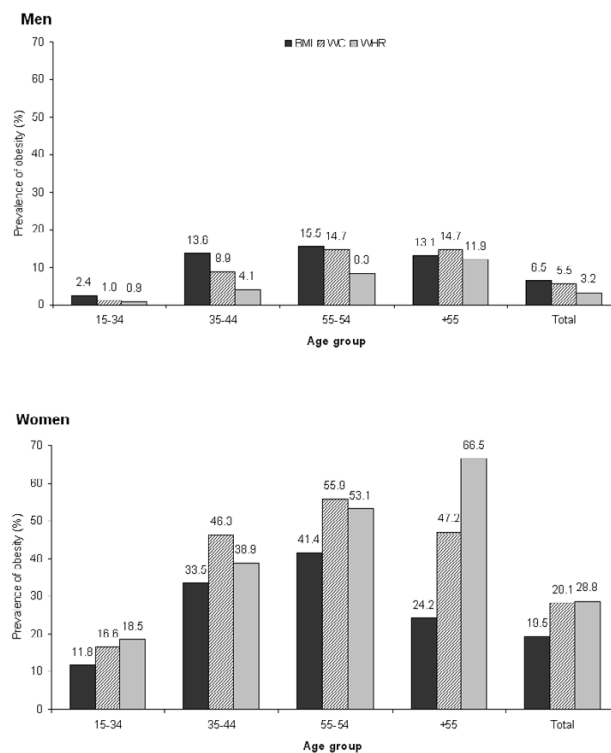 Men
BMI WC WHR
Prevalence of obesity (%)
70
60
50
40
30
20
10
0
2.4 1.0 0.9
13.6 8.9 4.1
15.5 14.7 8.3
13.1 14.7 11.9
6.5 5.5 3.2
15-34 35-44 55-54 +55 Total
Age group
Women
Prevalence of obesity (%)
70
60
50
40
30
20
10
0
11.8 16.6 18.5
33.5 46.3 38.9
41.4 55.9 53.1
24.2 47.2 66.5
19.5 28.1 28.8
15-34 35-44 55-54 +55 Total
Age group